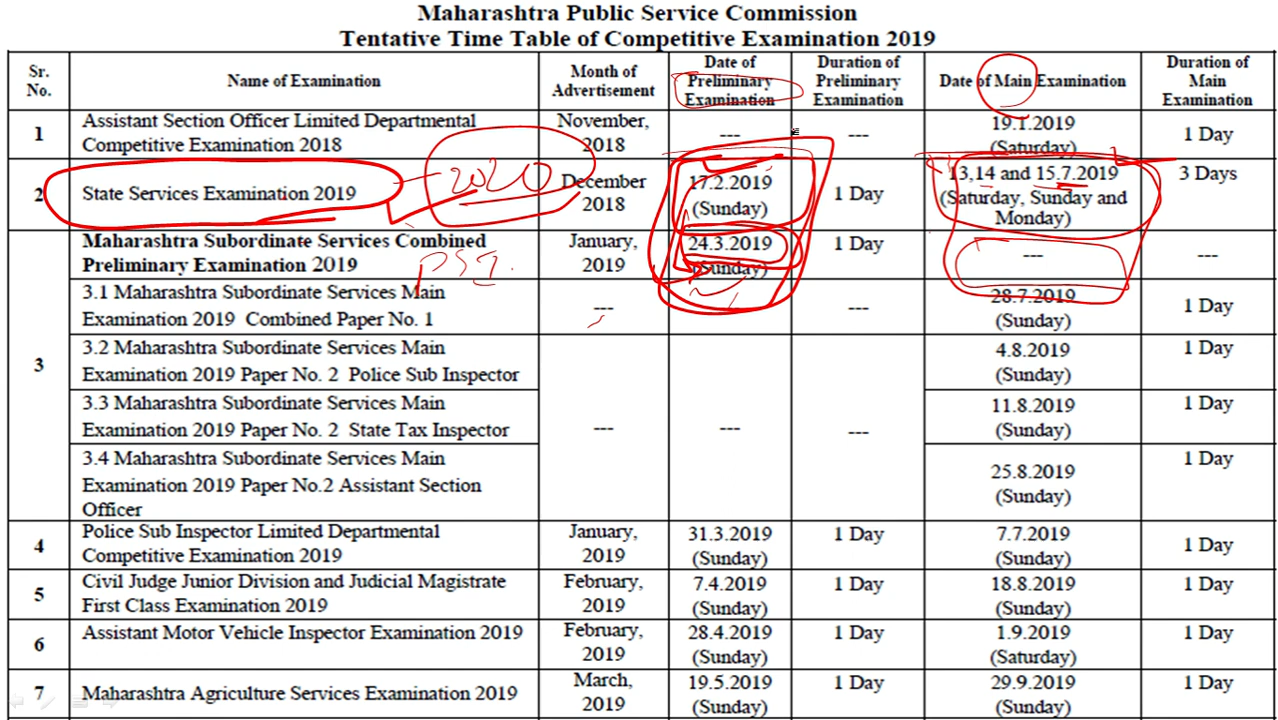 Maharashtra Public Service Commission
Tentative Time Table of Competitive Examination 2019
Sr. No.
Name of Examination
Month of Advertisement
Date of Preliminary Examination
Duration of Preliminary Examination
Date of Main Examination
Duration of Main Examination
1
Assistant Section Officer Limited Departmental
Competitive Examination 2018
November, 2018
---
---
19.1.2019
(Saturday)
1 Day
2
State Services Examination 2019
2020
December 2018
17.2.2019
(Sunday)
1 Day
13,14 and 15.7.2019
(Saturday, Sunday and
Monday)
3 Days
3
Maharashtra Subordinate Services Combined
Preliminary Examination 2019
PSI
January, 2019
24.3.2019
(Sunday)
1 Day
---
---
3.1 Maharashtra Subordinate Services Main
Examination 2019 Combined Paper No. 1
---
---
28.7.2019
(Sunday)
1 Day
3.2 Maharashtra Subordinate Services Main
Examination 2019 Paper No. 2 Police Sub Inspector
4.8.2019
(Sunday)
1 Day
3.3 Maharashtra Subordinate Services Main
Examination 2019 Paper No. 2 State Tax Inspector
---
---
---
11.8.2019
(Sunday)
1 Day
3.4 Maharashtra Subordinate Services Main
Examination 2019 Paper No.2 Assistant Section
Officer
25.8.2019
(Sunday)
1 Day
4
Police Sub Inspector Limited Departmental
Competitive Examination 2019
January, 2019
31.3.2019
(Sunday)
1 Day
7.7.2019
(Sunday)
1 Day
5
Civil Judge Junior Division and Judicial Magistrate
First Class Examination 2019
February, 2019
7.4.2019
(Sunday)
1 Day
18.8.2019
(Sunday)
1 Day
6
Assistant Motor Vehicle Inspector Examination 2019
February, 2019
28.4.2019
(Sunday)
1 Day
1.9.2019
(Saturday)
1 Day
7
Maharashtra Agriculture Services Examination 2019
March, 2019
19.5.2019
(Sunday)
1 Day
29.9.2019
(Sunday)
1 Day